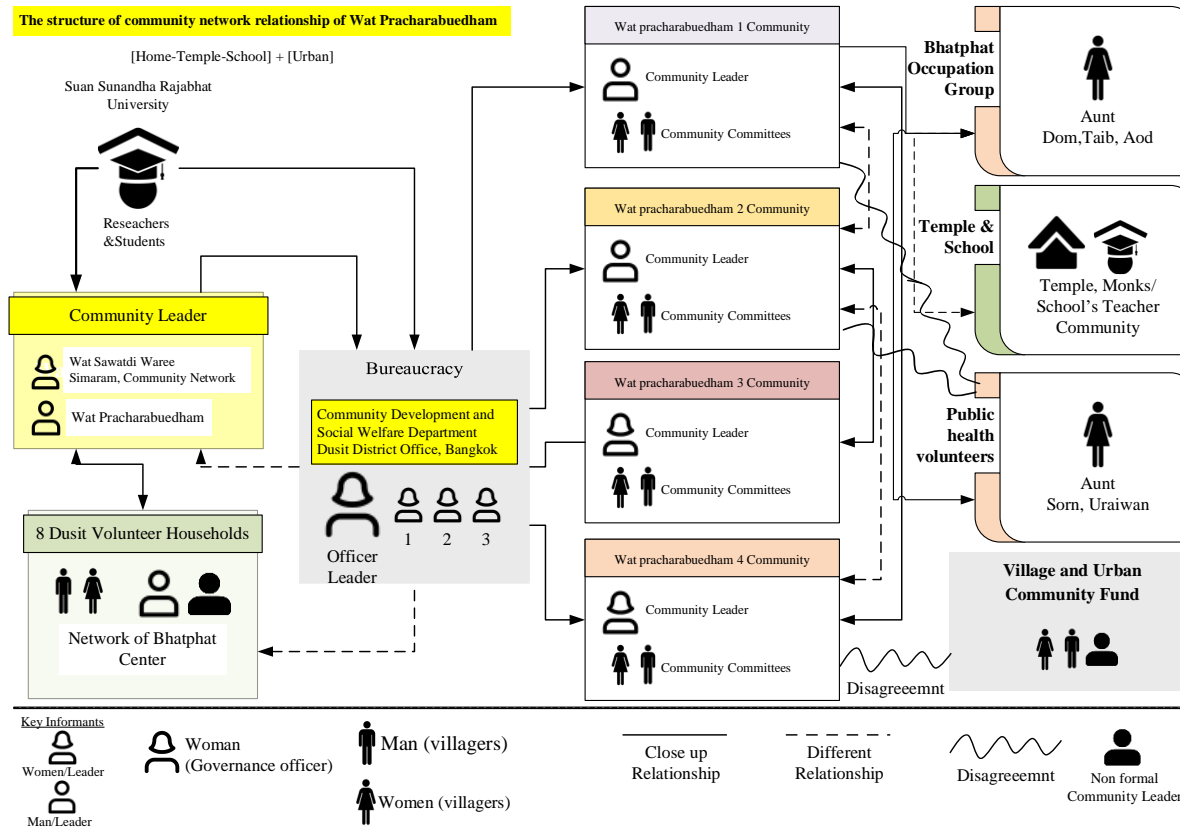 The structure of community network relationship of Wat Pracharabuedham
[Home-Temple-School] + [Urban]
Suan Sunandha Rajabhat
University
Reseachers
&Students
Community Leader
Wat Sawatdi Waree
Simaram, Community Network
Wat Pracharabuedham
8 Dusit Volunteer Households
Network of Bhatphat
Center
Bureaucracy
Community Development and
Social Welfare Department
Dusit District Office, Bangkok
Officer
Leader
1 2 3
Wat pracharabuedham 1 Community
Community Leader
Community Committees
Wat pracharabuedham 2 Community
Community Leader
Community Committees
Wat pracharabuedham 3 Community
Community Leader
Community Committees
Wat pracharabuedham 4 Community
Community Leader
Community Committees
Bhatphat
Occupation
Group
Aunt
Dom,Taib, Aod
Temple &
School
Temple, Monks/
School's Teacher
Community
Public
health
volunteers
Aunt
Sorn, Uraiwan
Village and Urban
Community Fund
Disagreeemnt
Key Informants
Women/Leader
Man/Leader
Woman
(Governance officer)
Man (villagers)
Women (villagers)
Close up
Relationship
Different
Relationship
Disagreeemnt
Non formal
Community Leader